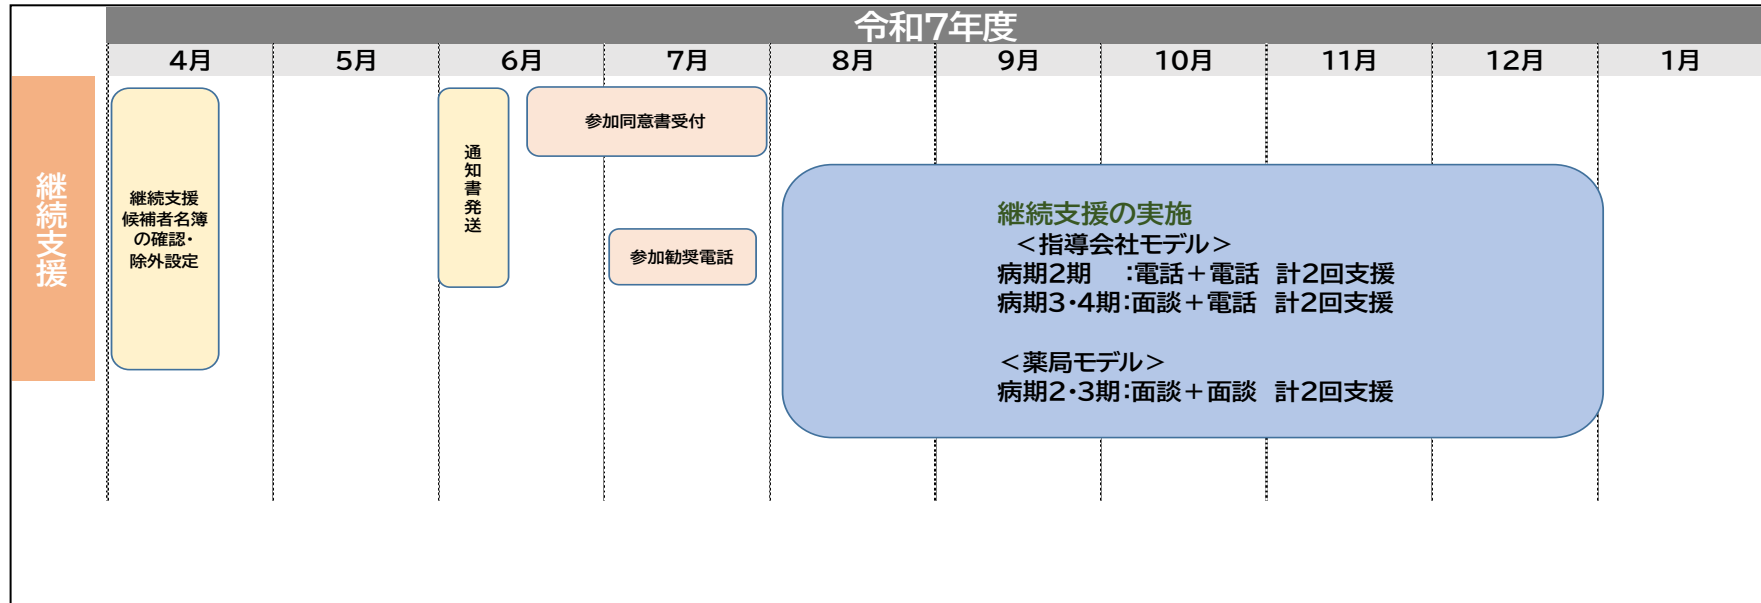 令和7年度
4月
5月
6月
7月
8月
9月
10月
11月
12月
1月
継続支援
継続支援
候補者名簿
の確認・
除外設定
通知書発送
参加同意書受付
参加勧奨電話
継続支援の実施
＜指導会社モデル＞
病期2期　:電話＋電話　計2回支援
病期3・4期:面談＋電話　計2回支援
＜薬局モデル＞
病期2・3期:面談＋面談　計2回支援